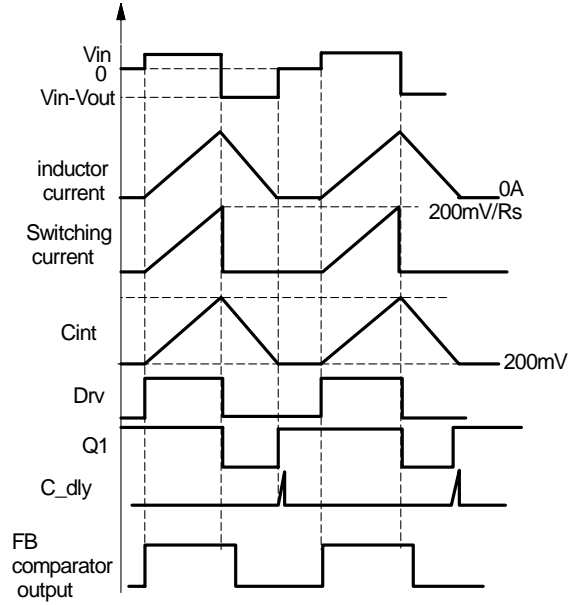 Vin
0
Vin-Vout
inductor
current
0A
200mV/Rs
Switching
current
Cint
200mV
Drv
Q1
C_dly
FB
comparator
output